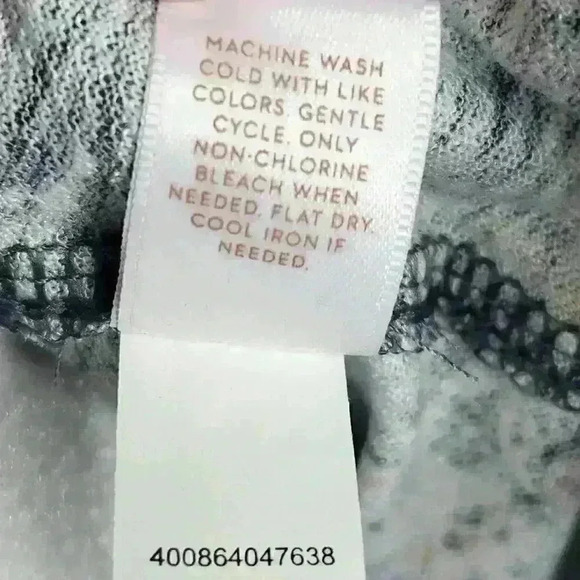 MACHINE WASH
COLD WITH LIKE
COLORS. GENTLE
CYCLE. ONLY
NON-CHLORINE
BLEACH WHEN
NEEDED. FLAT DRY.
COOL IRON IF
NEEDED.
400864047638